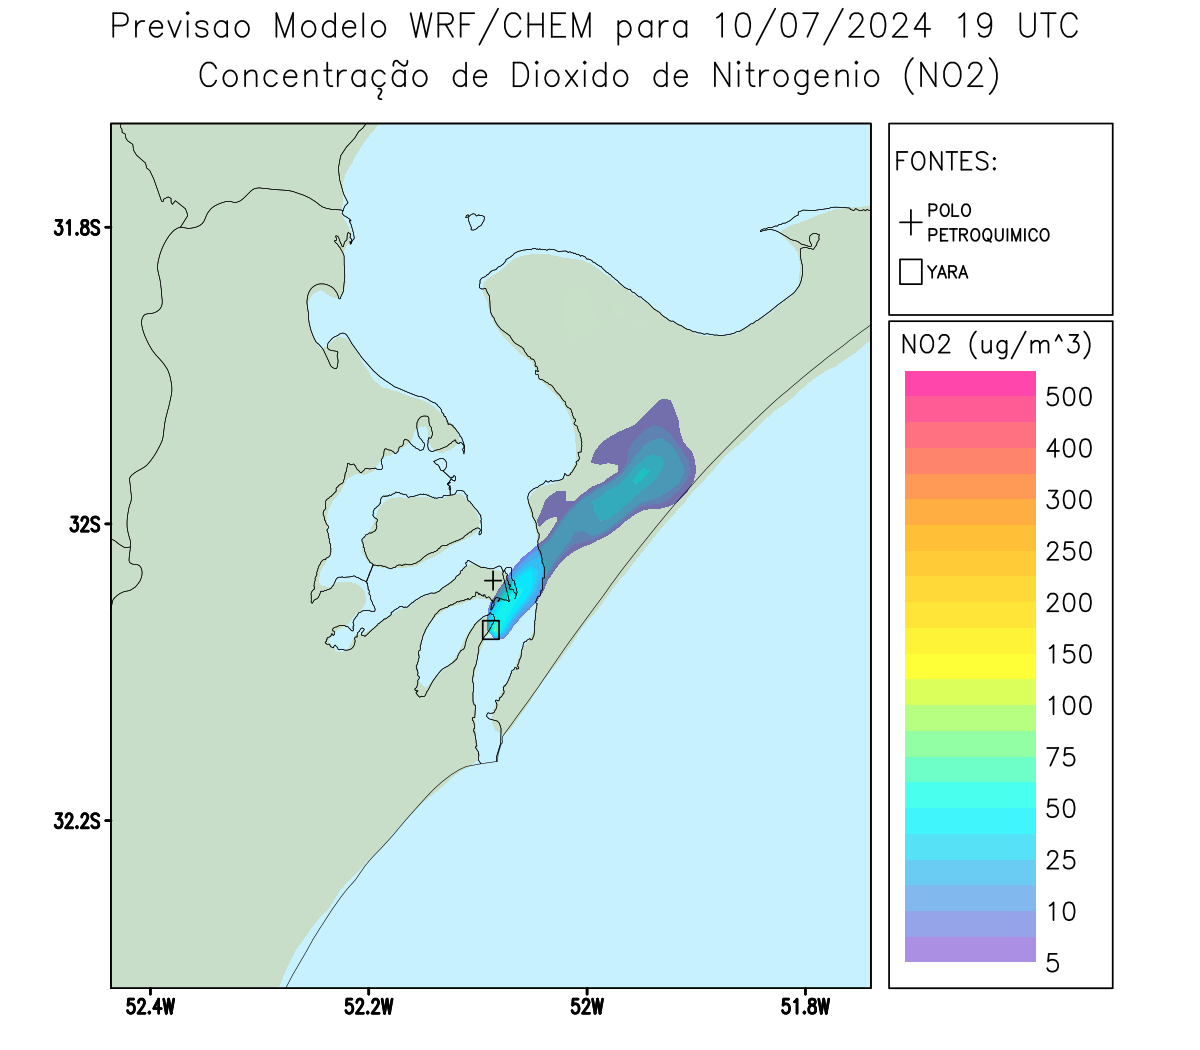 Previsao Modelo WRF/CHEM para 10/07/2024 19 UTC
Concentração de Dioxido de Nitrogenio (NO2)
31.8S
32S
32.2S
52.4W
52.2W
52W
51.8W
FONTES:
POLO
PETROQUIMICO
YARA
NO2 (ug/m^3)
500
400
300
250
200
150
100
75
50
25
10
5